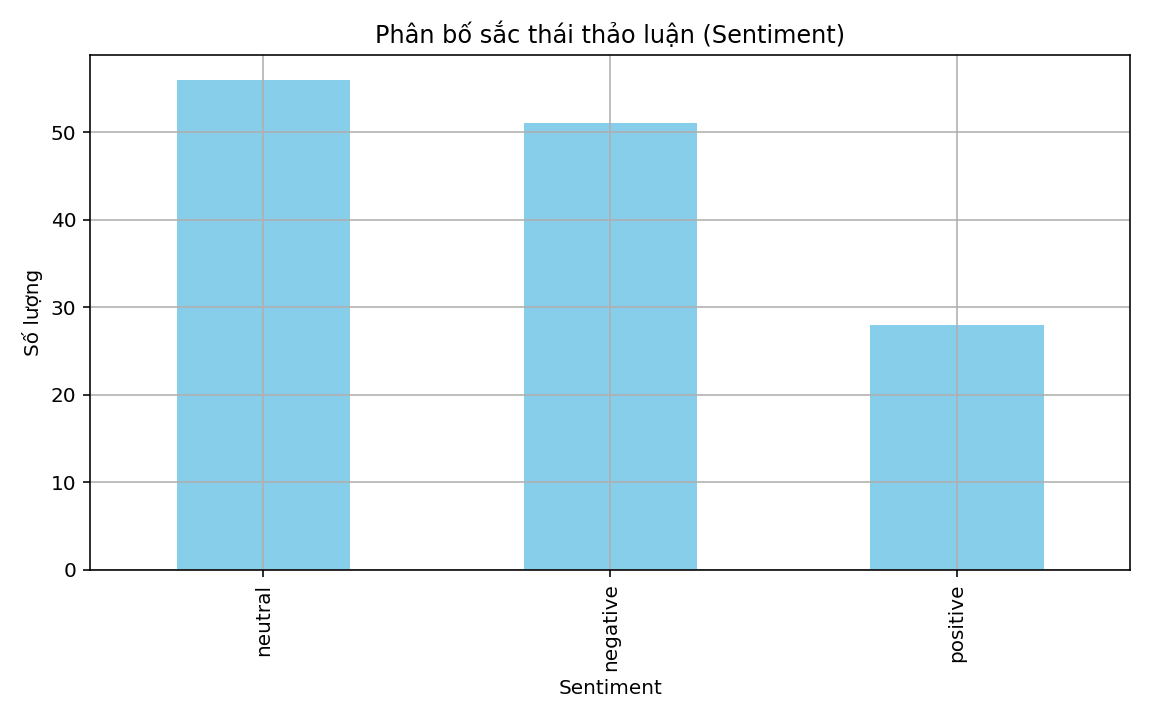 Phân bố sắc thái thảo luận (Sentiment)
Số lượng
50
40
30
20
10
0
neutral
negative
positive
Sentiment